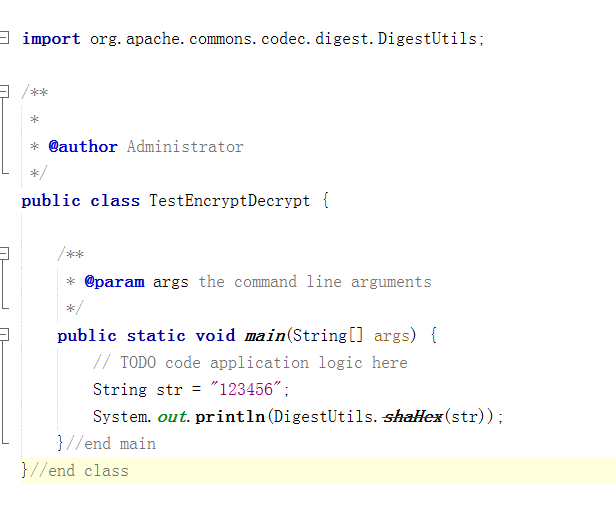 import org.apache.commons.codec.digest.DigestUtils;
/**
*
* @author Administrator
*/
public class TestEncryptDecrypt {
/**
* @param args the command line arguments
*/
public static void main(String[] args) {
// TODO code application logic here
String str = "123456";
System.out.println(DigestUtils.shaHex(str));
}//end main
}//end class